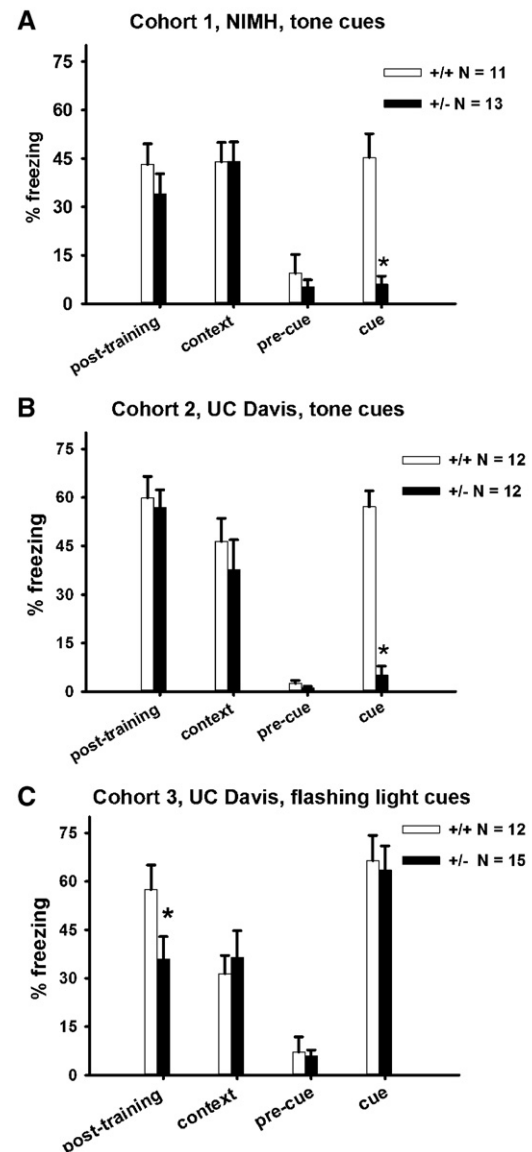 A
Cohort 1, NIMH, tone cues
75
60
45
30
15
0
% freezing
+/+ N = 11
+/- N = 13
*
post-training
context
pre-cue
cue
B
Cohort 2, UC Davis, tone cues
75
60
45
30
15
0
% freezing
+/+ N = 12
+/- N = 12
*
post-training
context
pre-cue
cue
C
Cohort 3, UC Davis, flashing light cues
75
60
45
30
15
0
% freezing
+/+ N = 12
+/- N = 15
*
post-training
context
pre-cue
cue